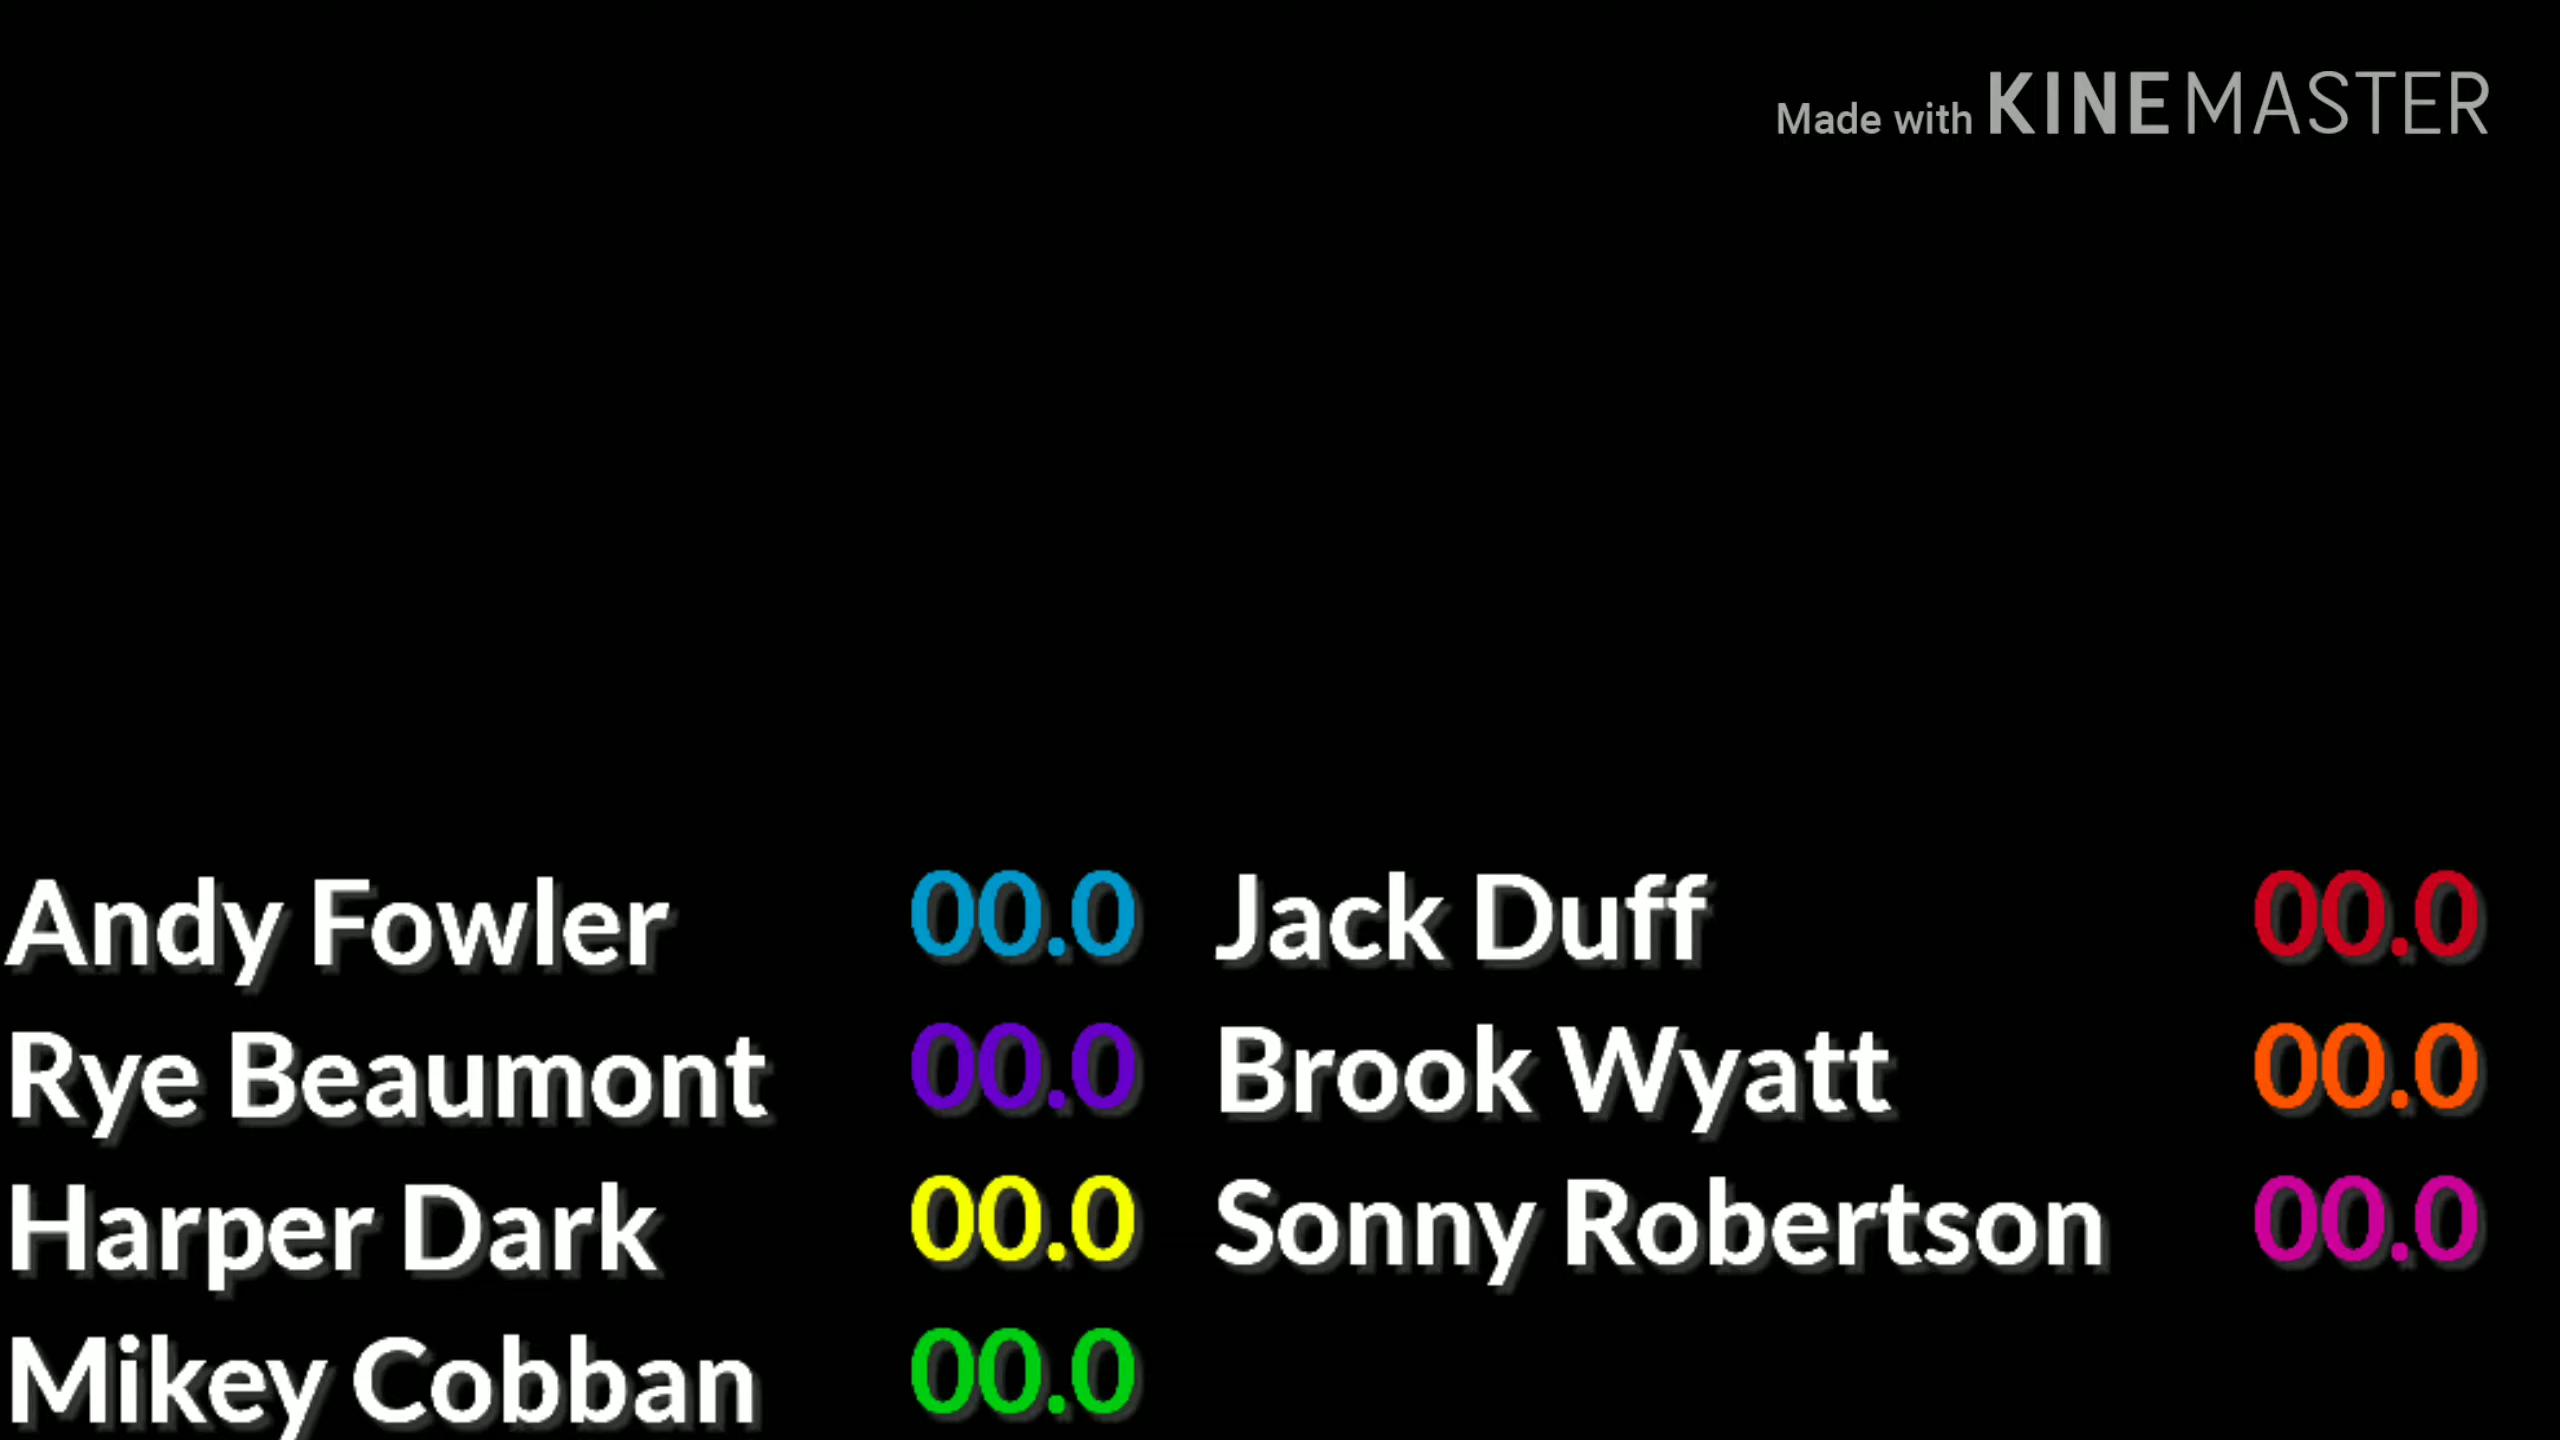 Made with KINEMASTER
Andy Fowler 00.0 Jack Duff 00.0
Rye Beaumont 00.0 Brook Wyatt 00.0
Harper Dark 00.0 Sonny Robertson 00.0
Mikey Cobban 00.0